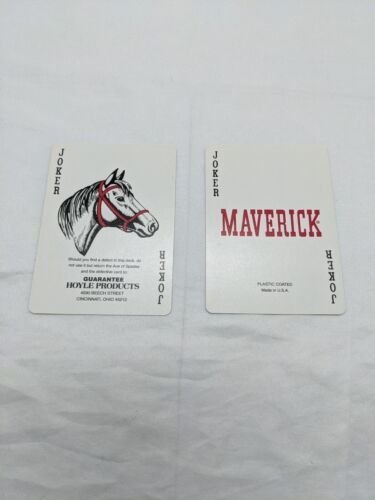 JOKER
Should you find a defect in this deck, do
not use it but return the Ace of Spades
and the defective card to:
GUARANTEE
HOYLE PRODUCTS
4590 BEECH STREET
CINCINNATI, OHIO 45212
JOKER
JOKER
MAVERICK®
PLASTIC COATED
Made in U.S.A.
JOKER